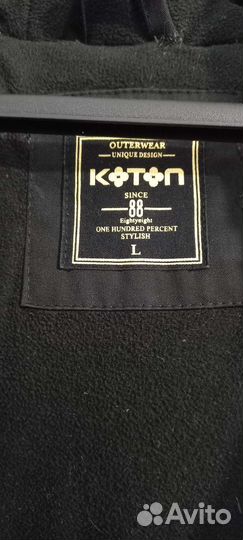 OUTERWEAR
UNIQUE DESIGN
KOTON
SINCE
88
Eightyeight
ONE HUNDRED PERCENT
STYLISH
L
Avito